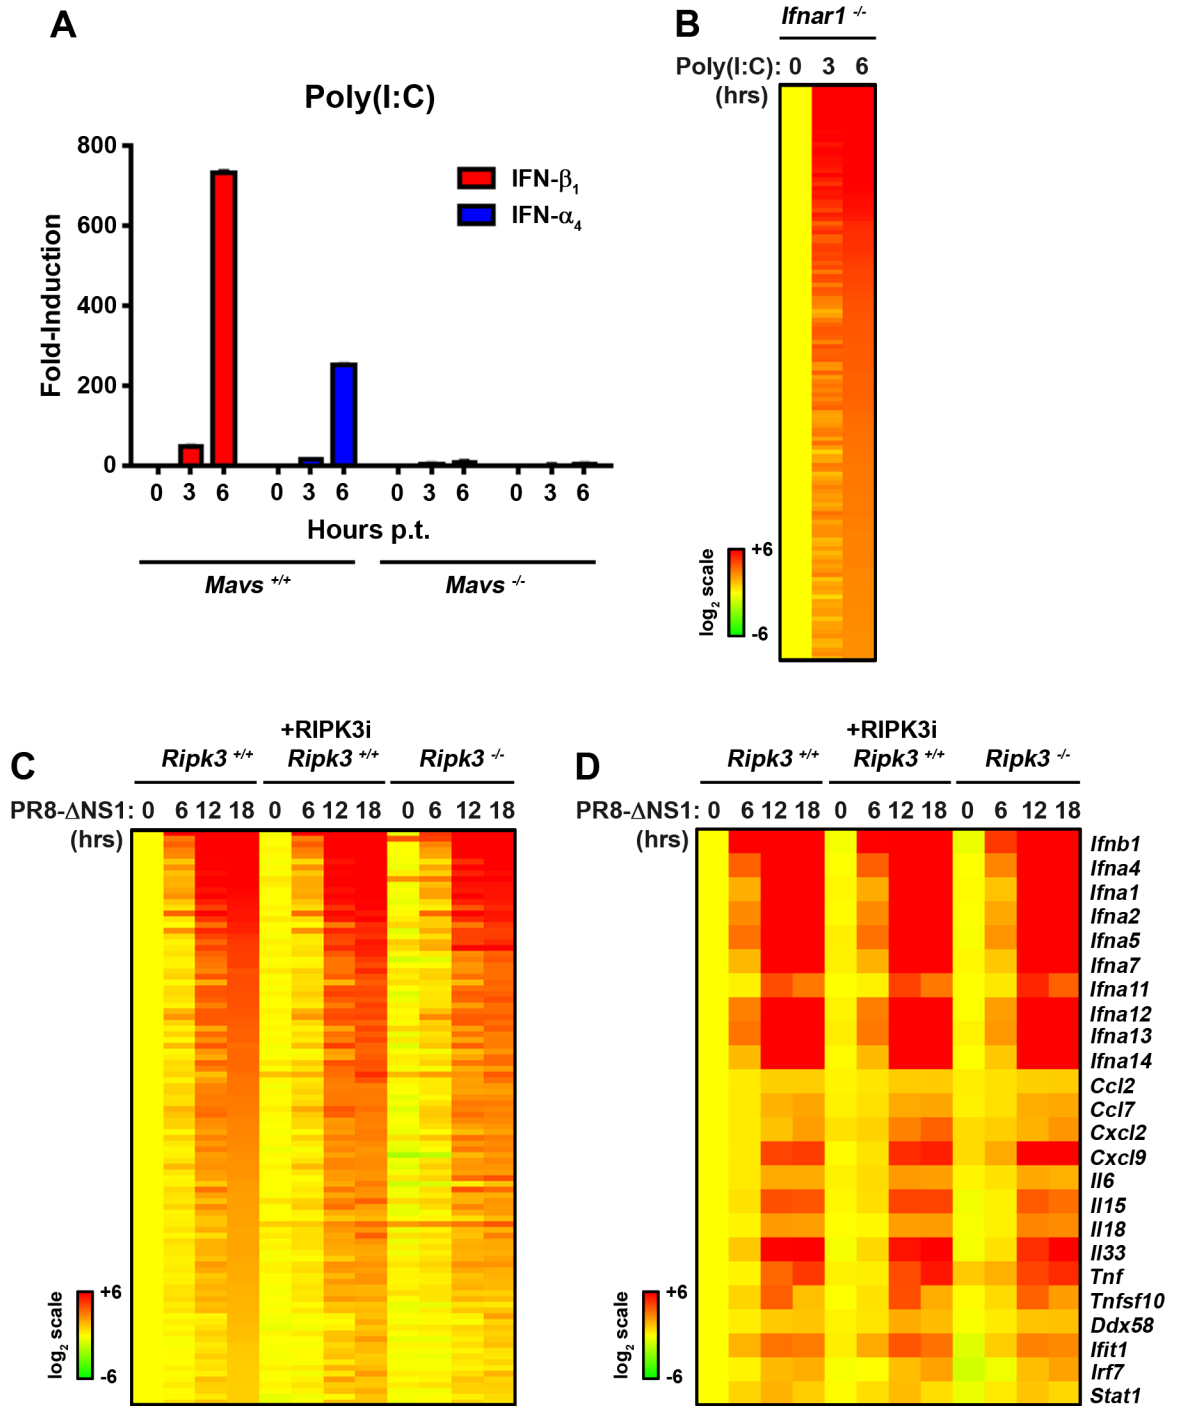 A
Poly(I:C)
800
600
400
200
0
Fold-Induction
IFN-β1
IFN-α4
0 3 6 0 3 6 0 3 6 0 3 6
Hours p.t.
Mavs +/+
Mavs -/-
B
Ifnar1 -/-
Poly(I:C): 0 3 6
(hrs)
log2 scale
+6
-6
C
+RIPK3i
Ripk3 +/+ Ripk3 +/+ Ripk3 -/-
PR8-ΔNS1: 0 6 12 18 0 6 12 18 0 6 12 18
(hrs)
log2 scale
+6
-6
D
+RIPK3i
Ripk3 +/+ Ripk3 +/+ Ripk3 -/-
PR8-ΔNS1: 0 6 12 18 0 6 12 18 0 6 12 18
(hrs)
Ifnb1
Ifna4
Ifna1
Ifna2
Ifna5
Ifna7
Ifna11
Ifna12
Ifna13
Ifna14
Ccl2
Ccl7
Cxcl2
Cxcl9
Il6
Il15
Il18
Il33
Tnf
Tnfsf10
Ddx58
Ifit1
Irf7
Stat1
log2 scale
+6
-6